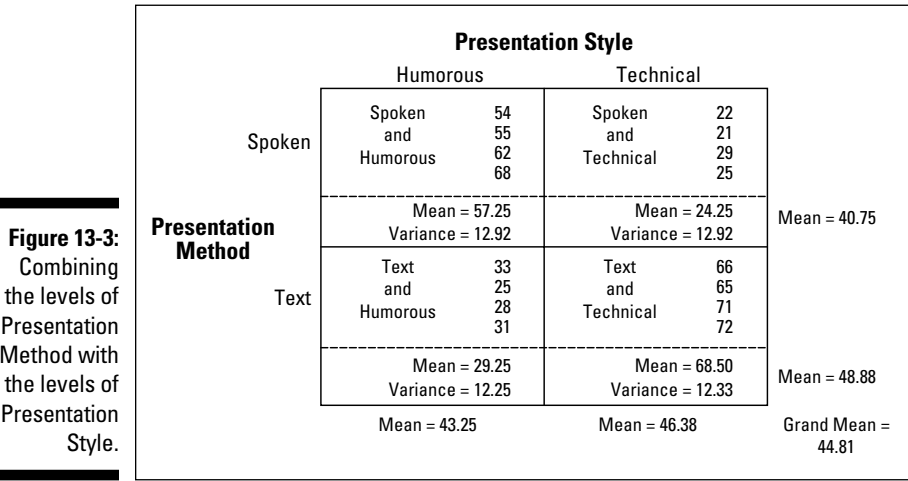 Presentation Style
Humorous Technical
Spoken
Spoken 54
and 55
Humorous 62
68
Spoken 22
and 21
Technical 29
25
Mean = 57.25
Variance = 12.92
Mean = 24.25
Variance = 12.92
Mean = 40.75
Presentation
Method
Text
Text 33
and 25
Humorous 28
31
Text 66
and 65
Technical 71
72
Mean = 29.25
Variance = 12.25
Mean = 68.50
Variance = 12.33
Mean = 48.88
Mean = 43.25
Mean = 46.38
Grand Mean =
44.81
Figure 13-3:
Combining
the levels of
Presentation
Method with
the levels of
Presentation
Style.